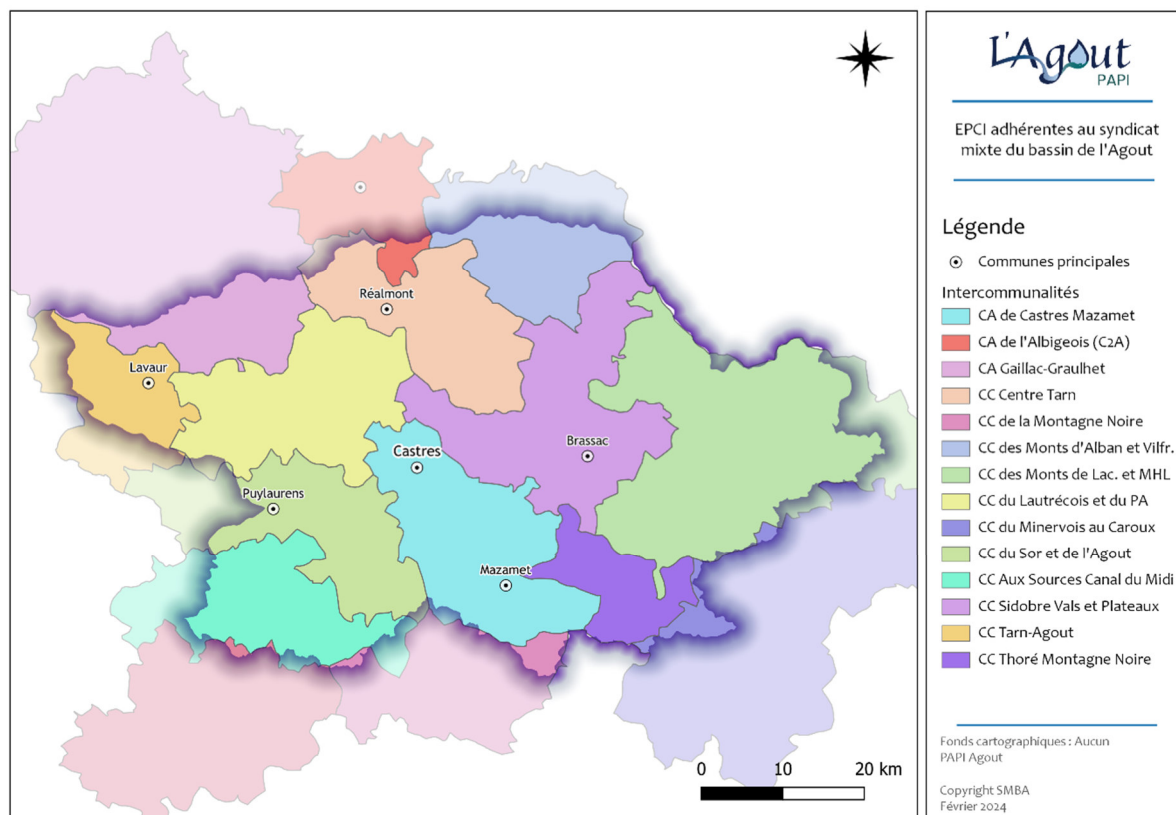 Réalmont
Lavaur
Castres
Brassac
Puylaurens
Mazamet
0 10 20 km
L'Agout
PAPI
EPCI adhérentes au syndicat
mixte du bassin de l'Agout
Légende
Communes principales
Intercommunalités
CA de Castres Mazamet
CA de l'Albigeois (C2A)
CA Gaillac-Graulhet
CC Centre Tarn
CC de la Montagne Noire
CC des Monts d'Alban et Vilfr.
CC des Monts de Lac. et MHL
CC du Lautrécois et du PA
CC du Minervois au Caroux
CC du Sor et de l'Agout
CC Aux Sources Canal du Midi
CC Sidobre Vals et Plateaux
CC Tarn-Agout
CC Thoré Montagne Noire
Fonds cartographiques : Aucun
PAPI Agout
Copyright SMBA
Février 2024